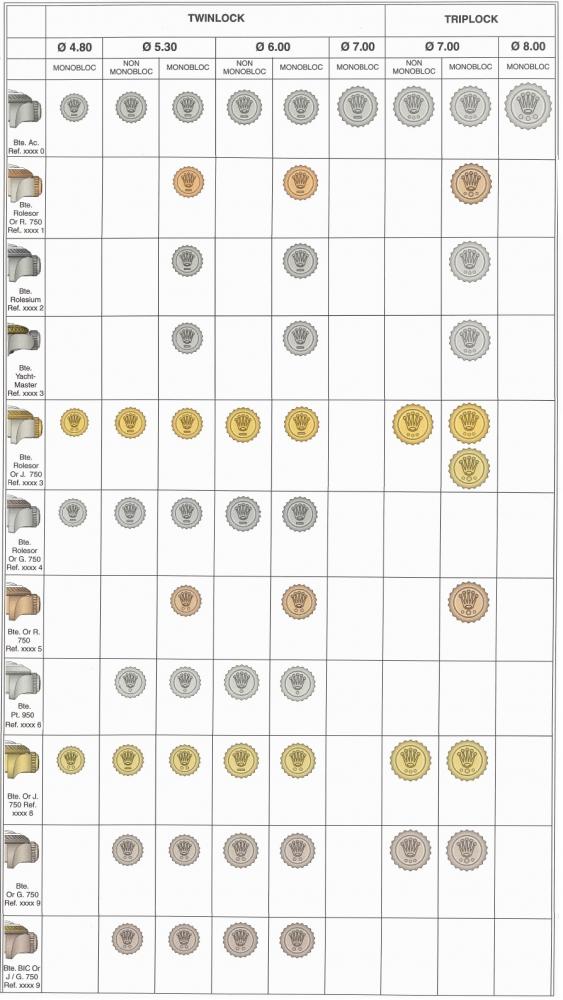 TWINLOCK TRIPLOCK
Ø 4.80 Ø 5.30 Ø 6.00 Ø 7.00 Ø 7.00 Ø 8.00
MONOBLOC NON MONOBLOC MONOBLOC NON MONOBLOC MONOBLOC MONOBLOC NON MONOBLOC MONOBLOC MONOBLOC
Bte. Ac.
Ref. xxxx 0
Bte.
Rolesor
Or R. 750
Ref. xxxx 1
Bte.
Rolesium
Ref. xxxx 2
Bte.
Yacht-
Master
Ref. xxxx 3
Bte.
Rolesor
Or J. 750
Ref. xxxx 3
Bte.
Rolesor
Or G. 750
Ref. xxxx 4
Bte. Or R.
750
Ref. xxxx 5
Bte.
Pt. 950
Ref. xxxx 6
Bte. Or J.
750 Ref.
xxxx 8
Bte.
Or G. 750
Ref. xxxx 9
Bte. BIC Or
J / G. 750
Ref. xxxx 9